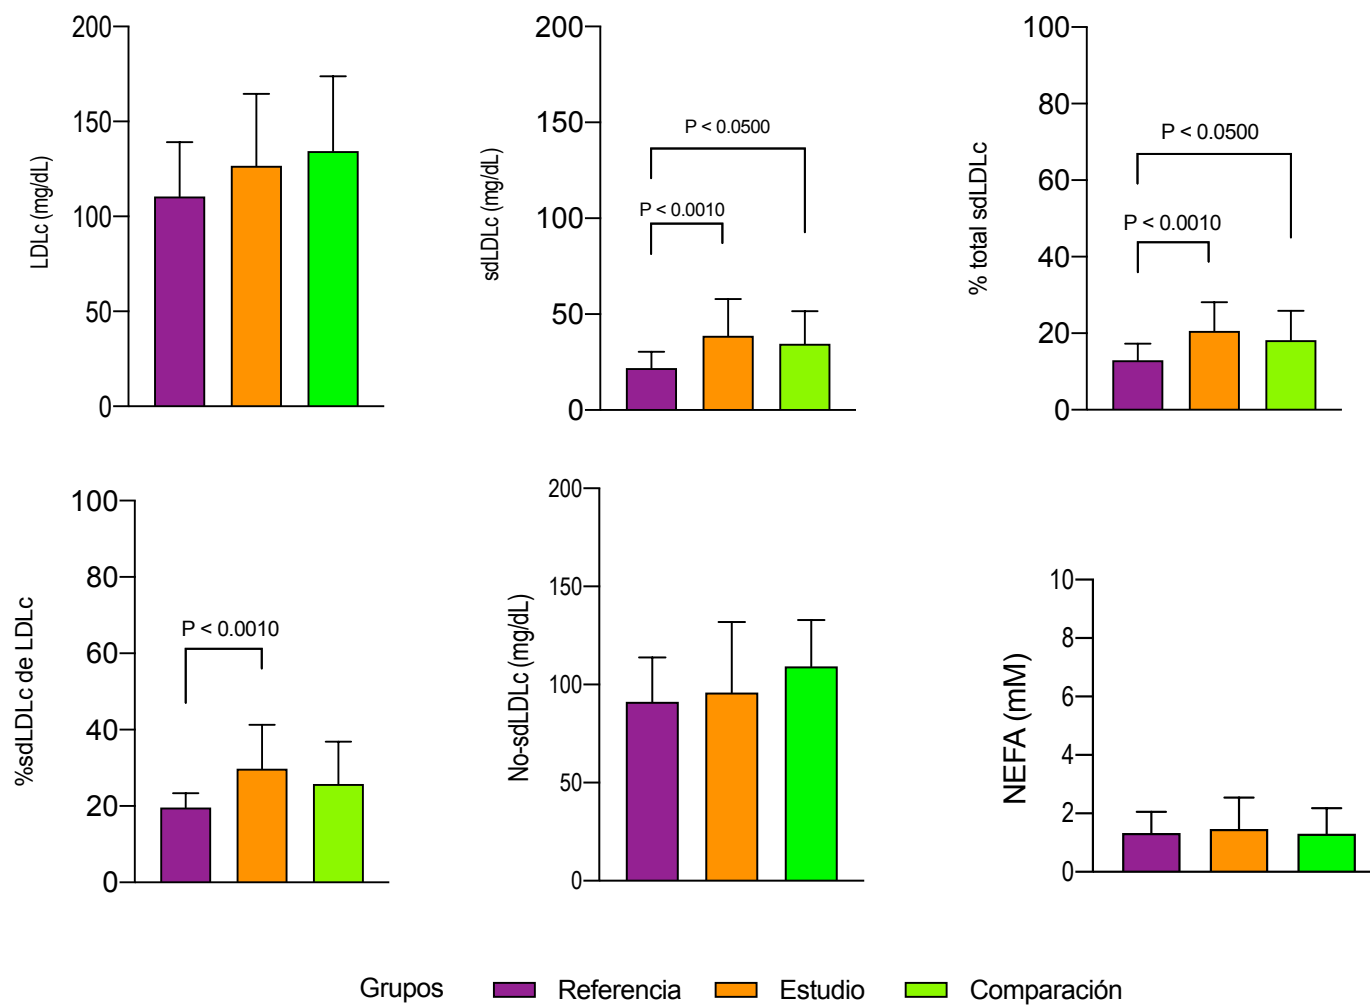 LDLc (mg/dL)
200
150
100
50
0
sdLDLc (mg/dL)
200
150
100
50
0
P < 0.0500
P < 0.0010
% total sdLDLc
100
80
60
40
20
0
P < 0.0500
P < 0.0010
%sdLDLc de LDLc
100
80
60
40
20
0
P < 0.0010
No-sdLDLc (mg/dL)
200
150
100
50
0
NEFA (mM)
10
8
6
4
2
0
Grupos Referencia Estudio Comparación